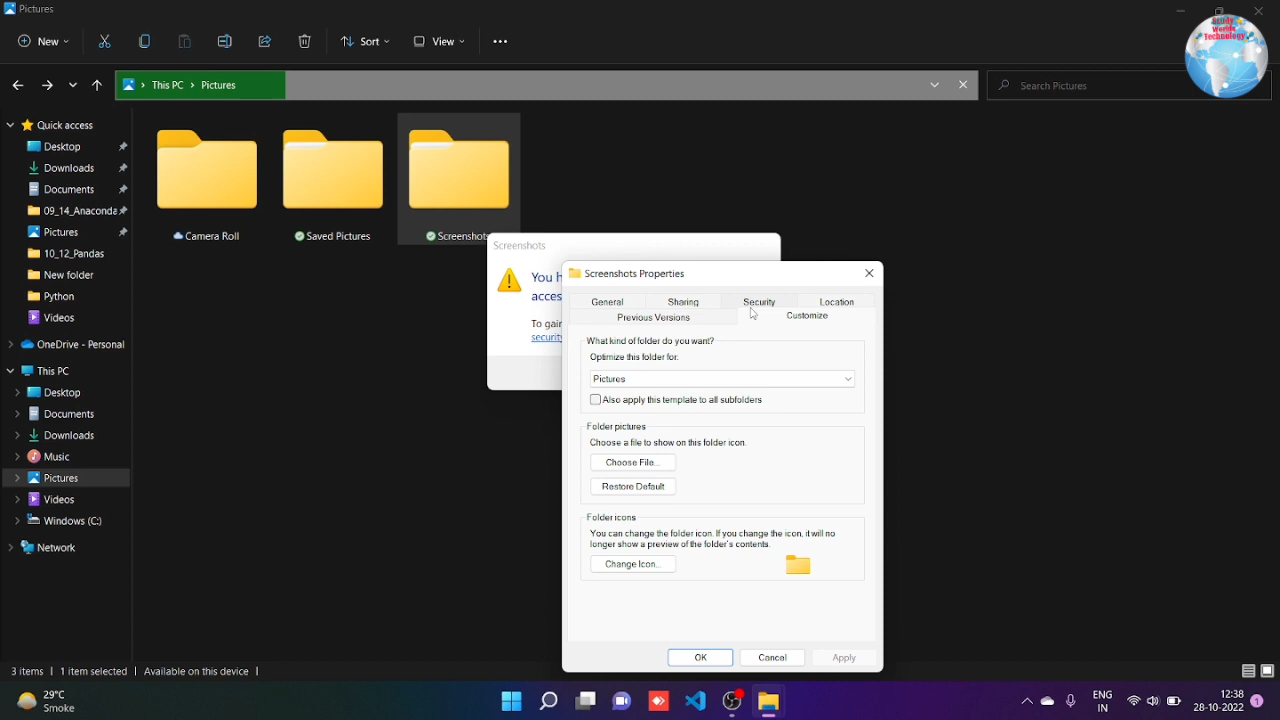 Pictures
New
Sort
View
This PC
Pictures
Search Pictures
Study
Worlds
Technology
Quick access
Desktop
Downloads
Documents
09_14_Anaconda
Pictures
10_12_Pandas
New folder
Python
Videos
OneDrive - Personal
This PC
Desktop
Documents
Downloads
Music
Pictures
Videos
Windows (C:)
Network
Camera Roll
Saved Pictures
Screenshots
Screenshots
You h
acces
To gain
security
Screenshots Properties
General Sharing Security Location
Previous Versions Customize
What kind of folder do you want?
Optimize this folder for:
Pictures
Also apply this template to all subfolders
Folder pictures
Choose a file to show on this folder icon.
Choose File...
Restore Default
Folder icons
You can change the folder icon. If you change the icon, it will no
longer show a preview of the folder's contents.
Change Icon...
OK Cancel Apply
3 items 1 item selected Available on this device
29°C
Smoke
ENG
IN
12:38
28-10-2022
1